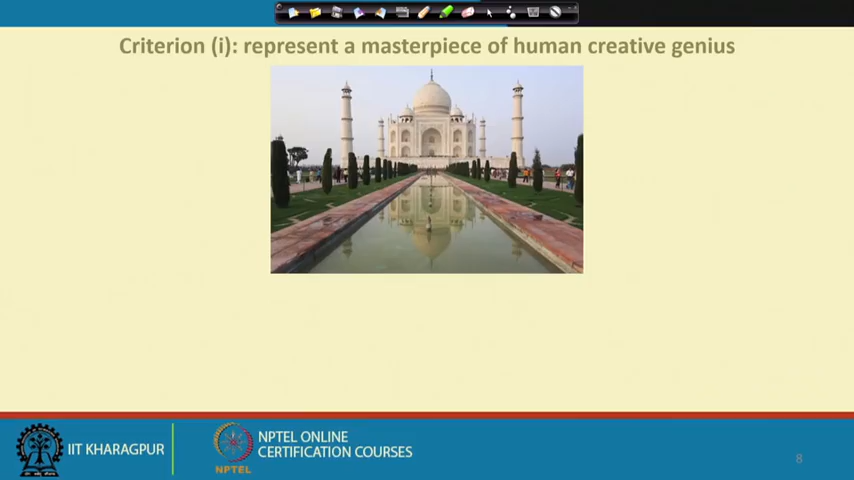 Criterion (i): represent a masterpiece of human creative genius
IIT KHARAGPUR
NPTEL ONLINE
CERTIFICATION COURSES
NPTEL
8